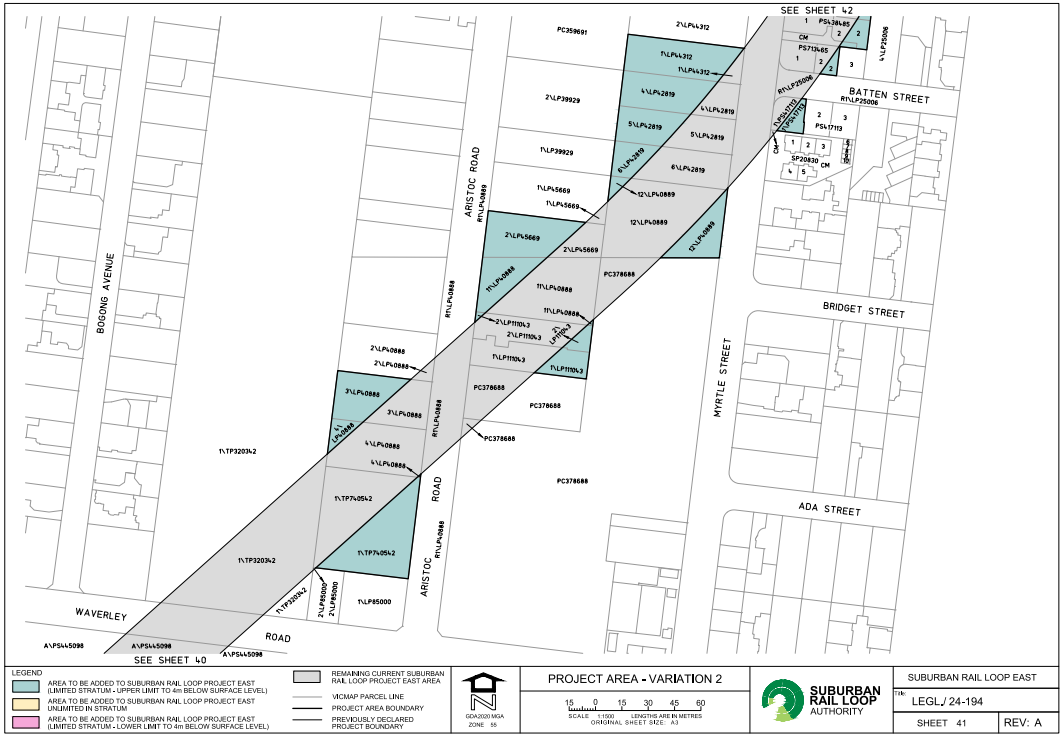 SEE SHEET 42
1 PS438485
2 2
CM
PS713465
1 2 2
3
4\LP25006
R1\LP25006
BATTEN STREET
R1\LP25006
1\PS417113
1\PS417113
2 3
PS417113
CM
1 2 3
SP20830
CM
4 5
PC359691
2\LP44312
1\LP44312
1\LP44312
4\LP42819
4\LP42819
2\LP39929
5\LP42819
5\LP42819
1\LP39929
6\LP42819
6\LP42819
ARISTOC ROAD
R1\LP40889
1\LP45669
1\LP45669
12\LP40889
12\LP40889
12\LP40889
2\LP45669
2\LP45669
BOGONG AVENUE
11\LP40888
11\LP40888
PC378688
R1\LP40888
11\LP40888
2\LP111043
2\LP111043
2\
LP111043
BRIDGET STREET
MYRTLE STREET
2\LP40888
2\LP40888
1\LP111043
1\LP111043
3\LP40888
3\LP40888
PC378688
PC378688
4\
LP40888
R1\LP40888
4\LP40888
4\LP40888
PC378688
1\TP320342
PC378688
1\TP740542
ARISTOC ROAD
R1\LP40888
ADA STREET
1\TP740542
1\TP320342
1\TP320342
2\LP85000
2\LP85000
1\LP85000
WAVERLEY ROAD
A\PS445098
A\PS445098
A\PS445098
SEE SHEET 40
LEGEND
AREA TO BE ADDED TO SUBURBAN RAIL LOOP PROJECT EAST
(LIMITED STRATUM - UPPER LIMIT TO 4m BELOW SURFACE LEVEL)
AREA TO BE ADDED TO SUBURBAN RAIL LOOP PROJECT EAST
UNLIMITED IN STRATUM
AREA TO BE ADDED TO SUBURBAN RAIL LOOP PROJECT EAST
(LIMITED STRATUM - LOWER LIMIT TO 4m BELOW SURFACE LEVEL)
REMAINING CURRENT SUBURBAN
RAIL LOOP PROJECT EAST AREA
VICMAP PARCEL LINE
PROJECT AREA BOUNDARY
PREVIOUSLY DECLARED
PROJECT BOUNDARY
GDA2020 MGA
ZONE 55
PROJECT AREA - VARIATION 2
15 0 15 30 45 60
SCALE 1:1500 LENGTHS ARE IN METRES
ORIGINAL SHEET SIZE: A3
SUBURBAN
RAIL LOOP
AUTHORITY
SUBURBAN RAIL LOOP EAST
Title:
LEGL./ 24-194
SHEET 41
REV: A